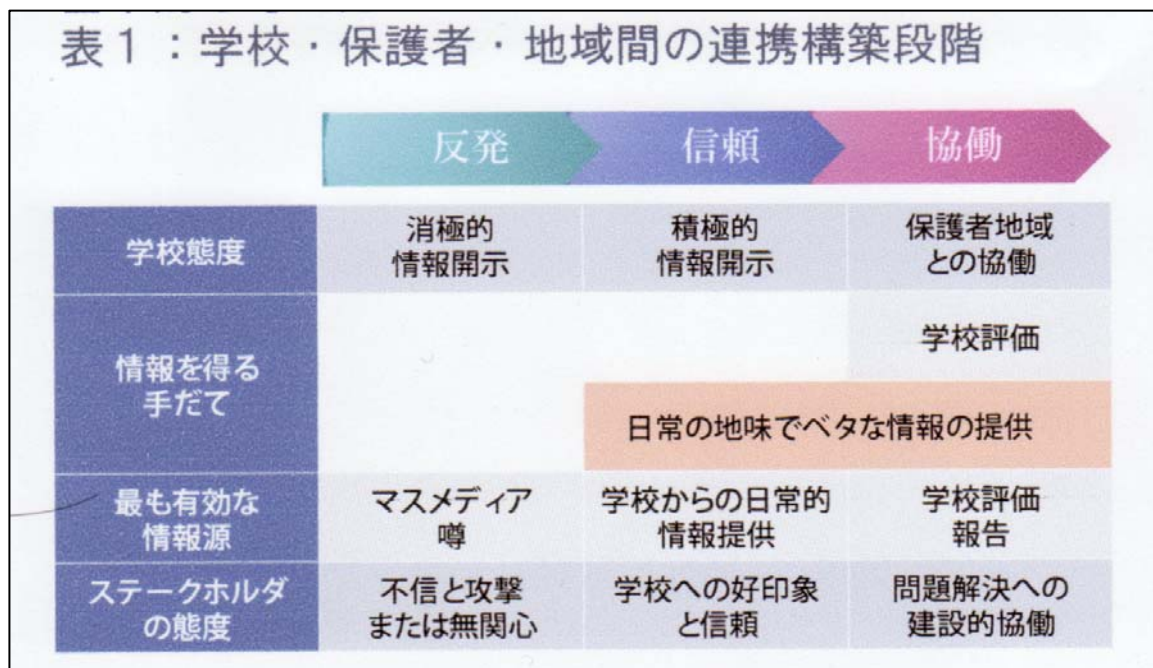 表1：学校・保護者・地域間の連携構築段階
反発 信頼 協働
学校態度
消極的
情報開示
積極的
情報開示
保護者地域
との協働
情報を得る
手だて
学校評価
日常の地味でベタな情報の提供
最も有効な
情報源
マスメディア
噂
学校からの日常的
情報提供
学校評価
報告
ステークホルダ
の態度
不信と攻撃
または無関心
学校への好印象
と信頼
問題解決への
建設的協働